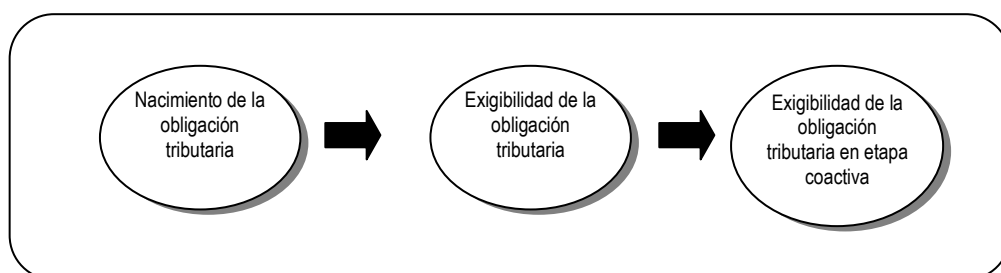 Nacimiento de la
obligación
tributaria
Exigibilidad de la
obligación
tributaria
Exigibilidad de la
obligación
tributaria en etapa
coactiva